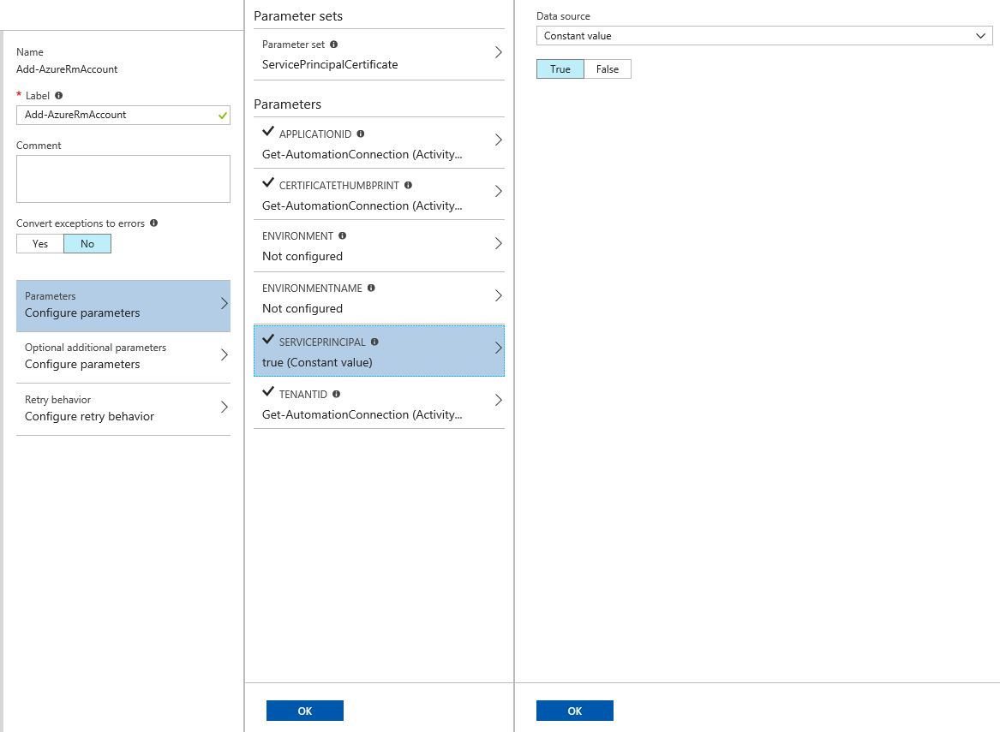 Name
Add-AzureRmAccount
* Label
Add-AzureRmAccount
Comment
Convert exceptions to errors
Yes No
Parameters
Configure parameters
Optional additional parameters
Configure parameters
Retry behavior
Configure retry behavior
Parameter sets
Parameter set
ServicePrincipalCertificate
Parameters
APPLICATIONID
Get-AutomationConnection (Activity...
CERTIFICATETHUMBPRINT
Get-AutomationConnection (Activity...
ENVIRONMENT
Not configured
ENVIRONMENTNAME
Not configured
SERVICEPRINCIPAL
true (Constant value)
TENANTID
Get-AutomationConnection (Activity...
OK
Data source
Constant value
True False
OK